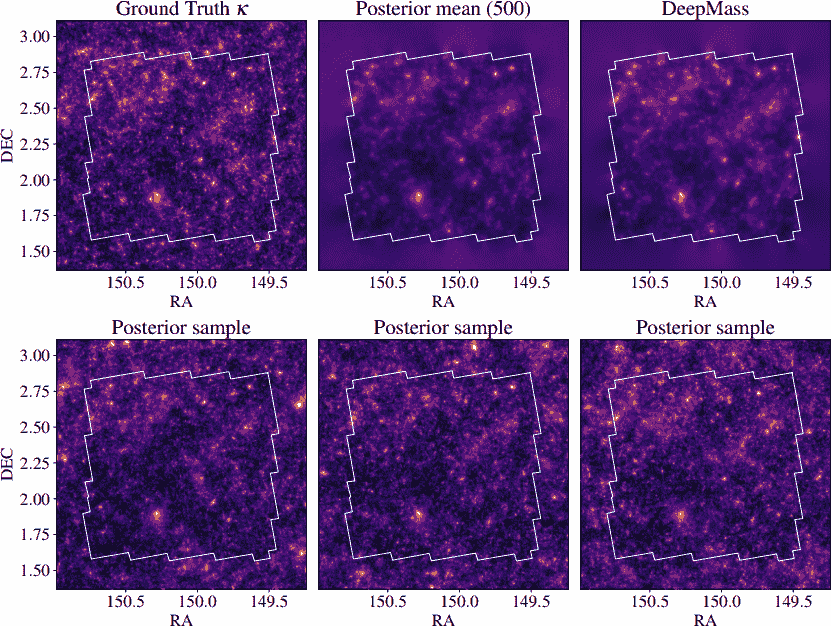 Ground Truth κ
Posterior mean (500)
DeepMass
3.00
2.75
2.50
2.25
2.00
1.75
1.50
DEC
150.5 150.0 149.5
RA
150.5 150.0 149.5
RA
150.5 150.0 149.5
RA
Posterior sample
Posterior sample
Posterior sample
3.00
2.75
2.50
2.25
2.00
1.75
1.50
DEC
150.5 150.0 149.5
RA
150.5 150.0 149.5
RA
150.5 150.0 149.5
RA